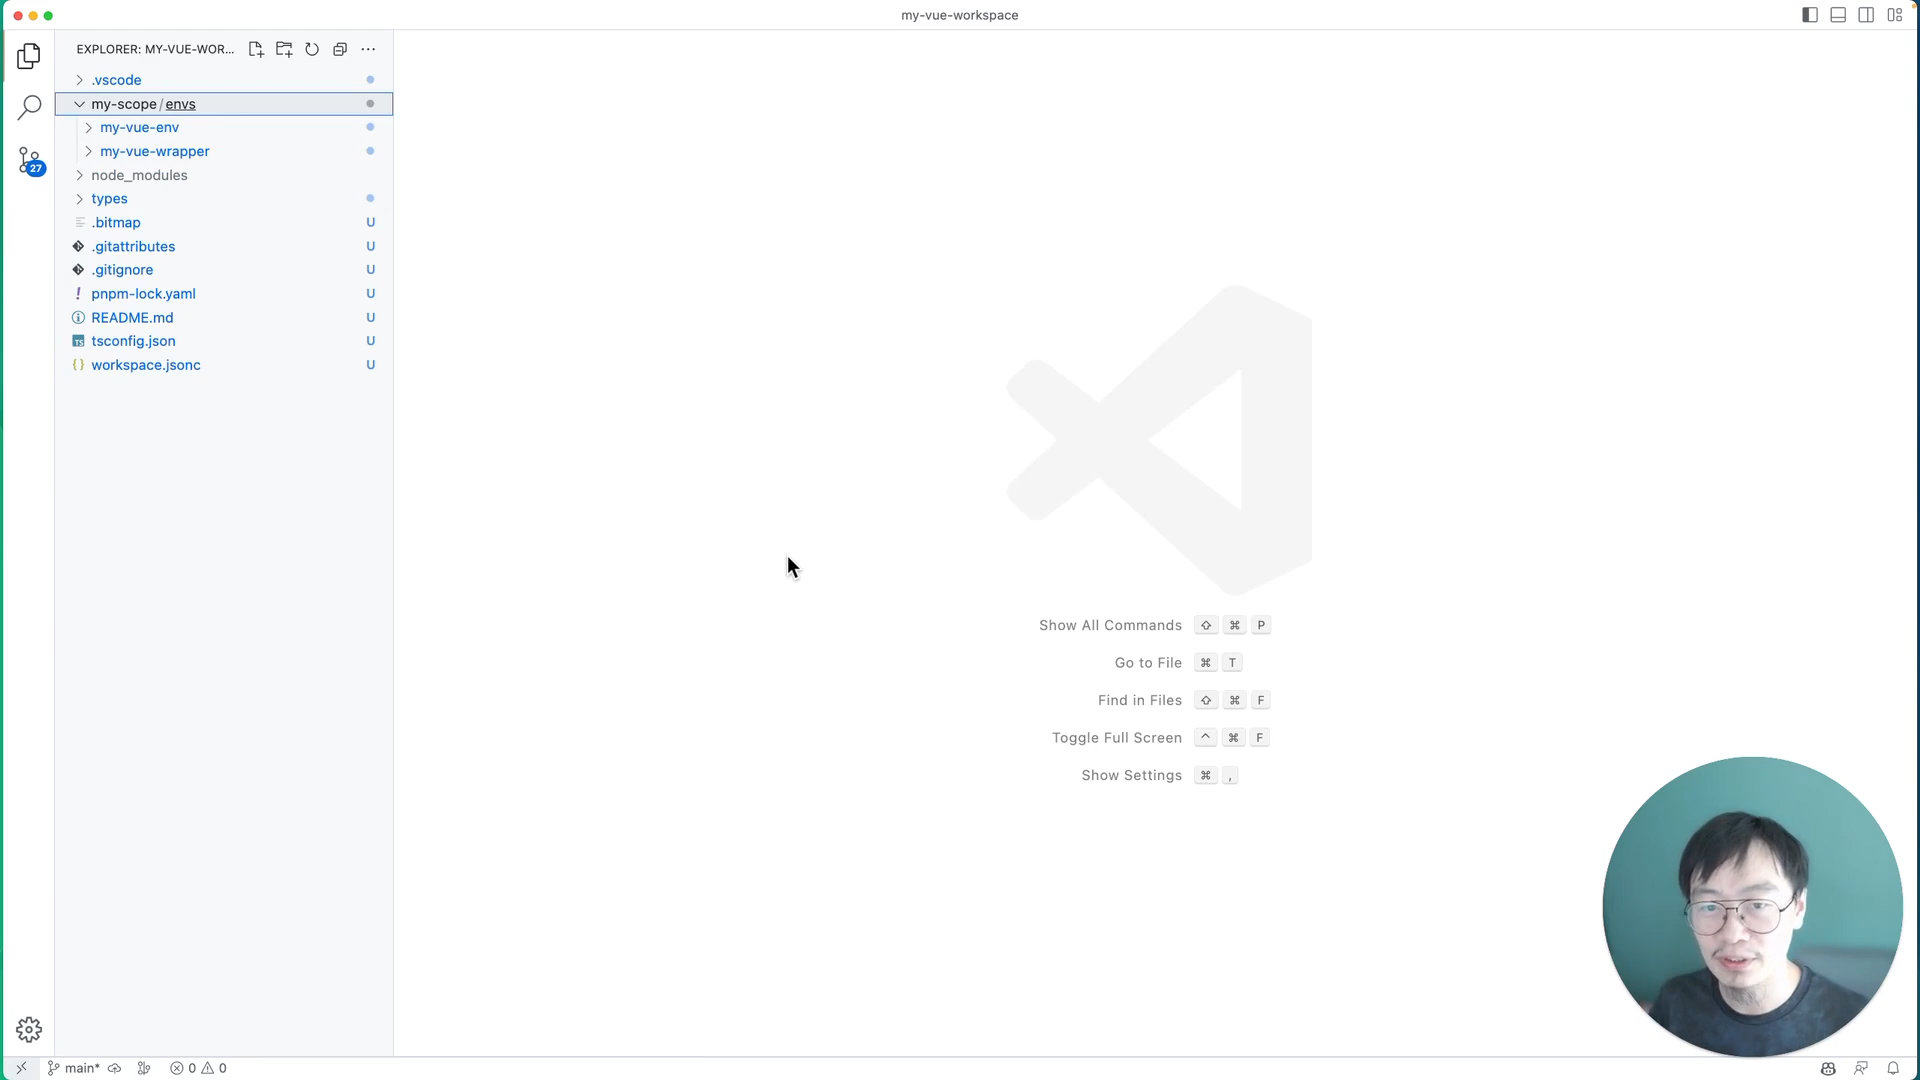 my-vue-workspace
EXPLORER: MY-VUE-WOR...
.vscode
my-scope / envs
my-vue-env
my-vue-wrapper
27
node_modules
types
.bitmap U
.gitattributes U
.gitignore U
! pnpm-lock.yaml U
README.md U
TS tsconfig.json U
{} workspace.jsonc U
Show All Commands ⇧ ⌘ P
Go to File ⌘ T
Find in Files ⇧ ⌘ F
Toggle Full Screen ^ ⌘ F
Show Settings ⌘ ,
main* 0 0